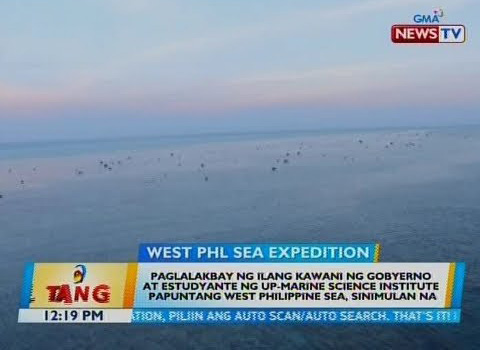 GMA
NEWS TV
WEST PHL SEA EXPEDITION
PAGLALAKBAY NG ILANG KAWANI NG GOBYERNO
AT ESTUDYANTE NG UP-MARINE SCIENCE INSTITUTE
PAPUNTANG WEST PHILIPPINE SEA, SINIMULAN NA
TANG
12:19 PM
ATION, PILIIN ANG AUTO SCAN/AUTO SEARCH. THAT'S IT!